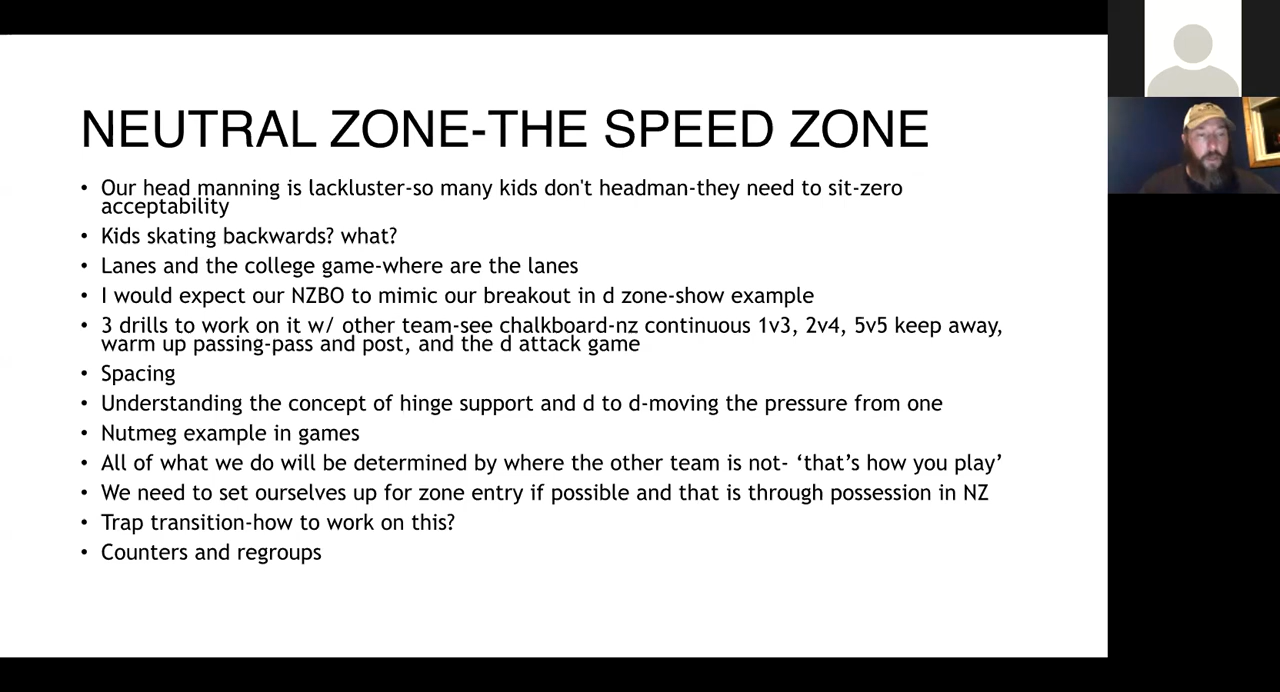 NEUTRAL ZONE-THE SPEED ZONE
• Our head manning is lackluster-so many kids don't headman-they need to sit-zero
acceptability
• Kids skating backwards? what?
• Lanes and the college game-where are the lanes
• I would expect our NZBO to mimic our breakout in d zone-show example
• 3 drills to work on it w/ other team-see chalkboard-nz continuous 1v3, 2v4, 5v5 keep away,
warm up passing-pass and post, and the d attack game
• Spacing
• Understanding the concept of hinge support and d to d-moving the pressure from one
• Nutmeg example in games
• All of what we do will be determined by where the other team is not- ‘that’s how you play’
• We need to set ourselves up for zone entry if possible and that is through possession in NZ
• Trap transition-how to work on this?
• Counters and regroups